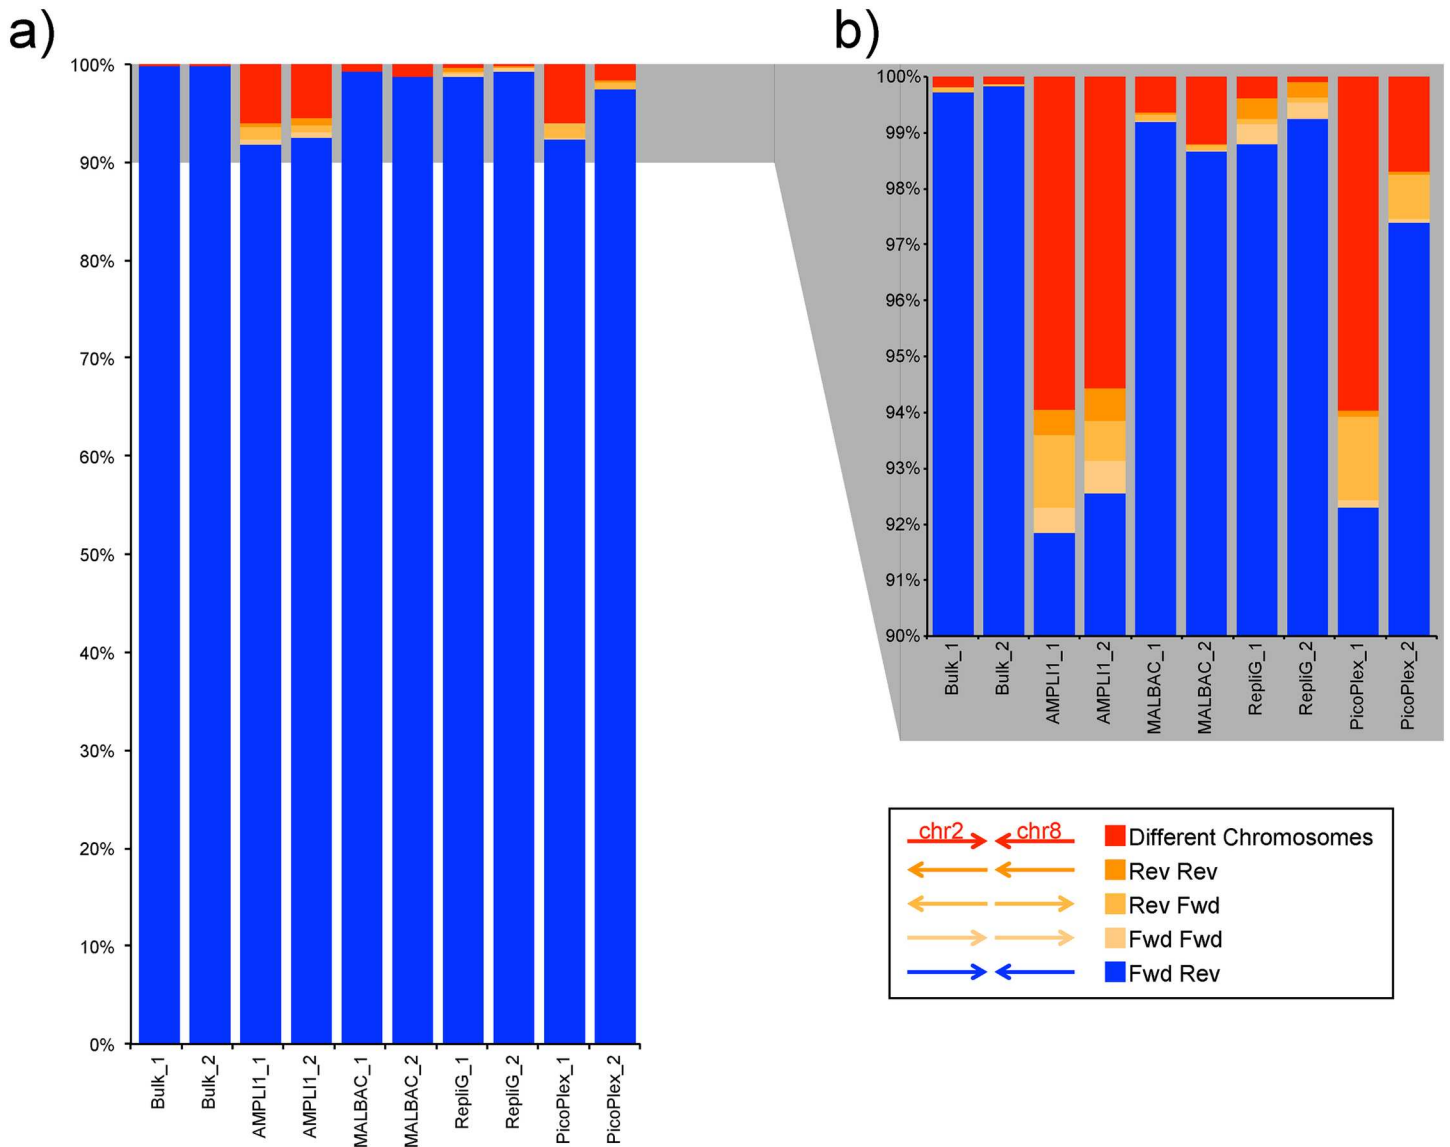 a)
100%
90%
80%
70%
60%
50%
40%
30%
20%
10%
0%
Bulk_1
Bulk_2
AMPLI1_1
AMPLI1_2
MALBAC_1
MALBAC_2
RepliG_1
RepliG_2
PicoPlex_1
PicoPlex_2
b)
100%
99%
98%
97%
96%
95%
94%
93%
92%
91%
90%
Bulk_1
Bulk_2
AMPLI1_1
AMPLI1_2
MALBAC_1
MALBAC_2
RepliG_1
RepliG_2
PicoPlex_1
PicoPlex_2
chr2 chr8 Different Chromosomes
Rev Rev
Rev Fwd
Fwd Fwd
Fwd Rev